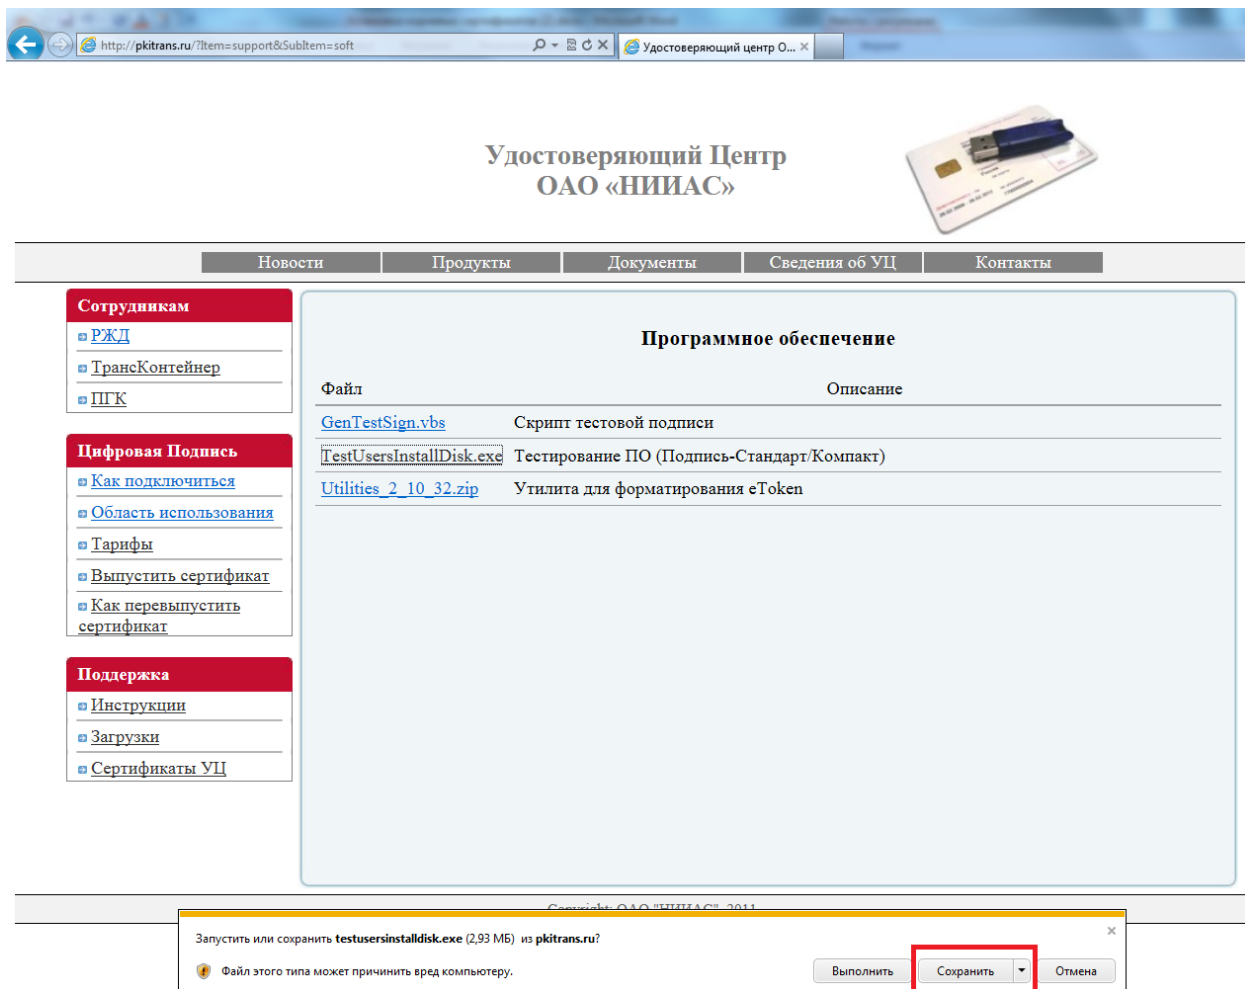 http://pkitrans.ru/?Item=support&SubItem=soft
Удостоверяющий центр О...
Удостоверяющий Центр
ОАО «НИИАС»
Новости
Продукты
Документы
Сведения об УЦ
Контакты
Сотрудникам
РЖД
ТрансКонтейнер
ПГК
Цифровая Подпись
Как подключиться
Область использования
Тарифы
Выпустить сертификат
Как перевыпустить
сертификат
Поддержка
Инструкции
Загрузки
Сертификаты УЦ
Программное обеспечение
Файл Описание
GenTestSign.vbs Скрипт тестовой подписи
TestUsersInstallDisk.exe Тестирование ПО (Подпись-Стандарт/Компакт)
Utilities_2_10_32.zip Утилита для форматирования eToken
Copyright: ОАО "НИИАС", 2011
Запустить или сохранить testusersinstalldisk.exe (2,93 МБ) из pkitrans.ru?
Файл этого типа может причинить вред компьютеру.
Выполнить
Сохранить
Отмена